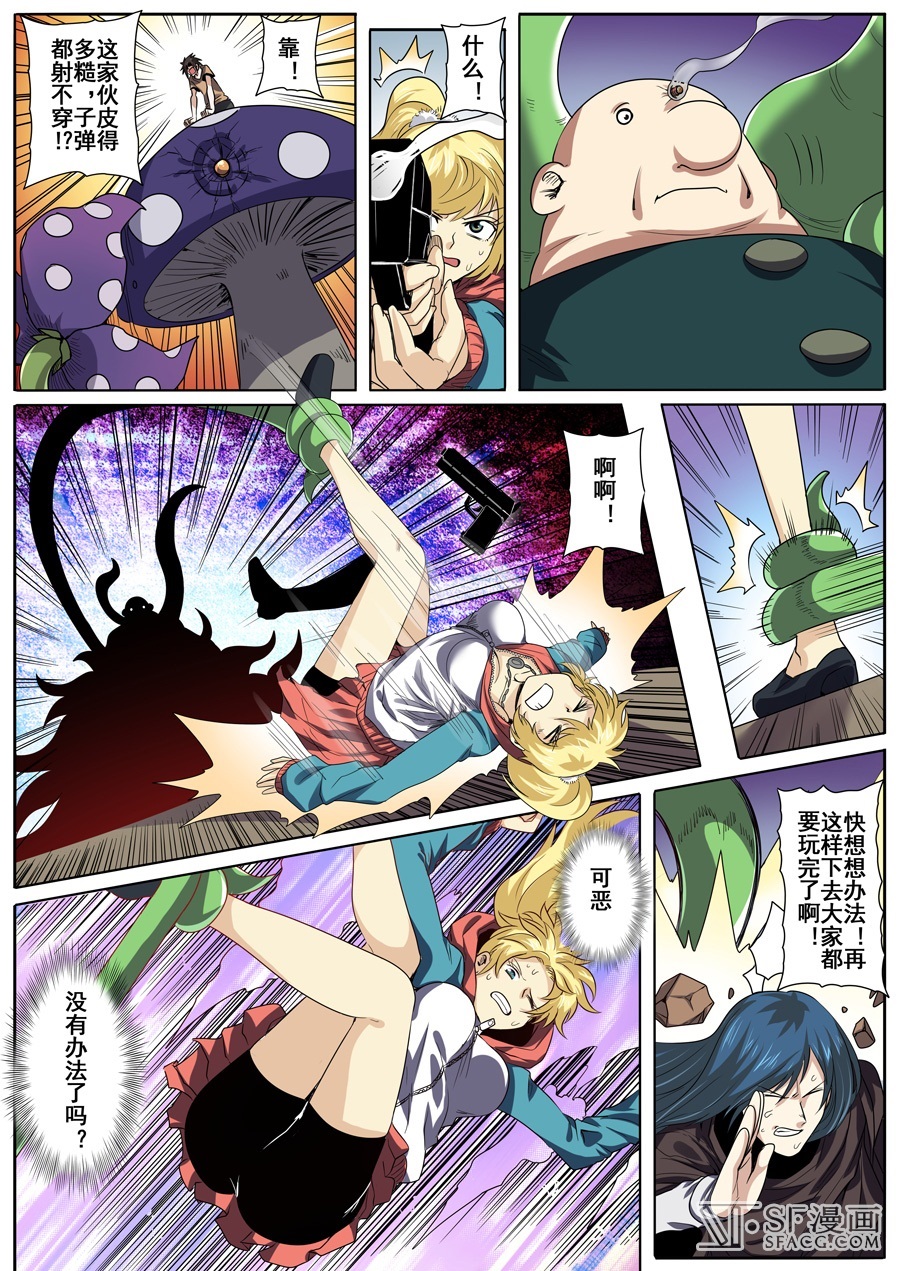 什么！
靠！
这家伙皮得
多糙，子弹
都射不穿!?
啊啊！
快想想办法！再
这样下去大家都
要玩完了啊！
可恶
没有办法了吗？
SF漫画
SFACG.COM